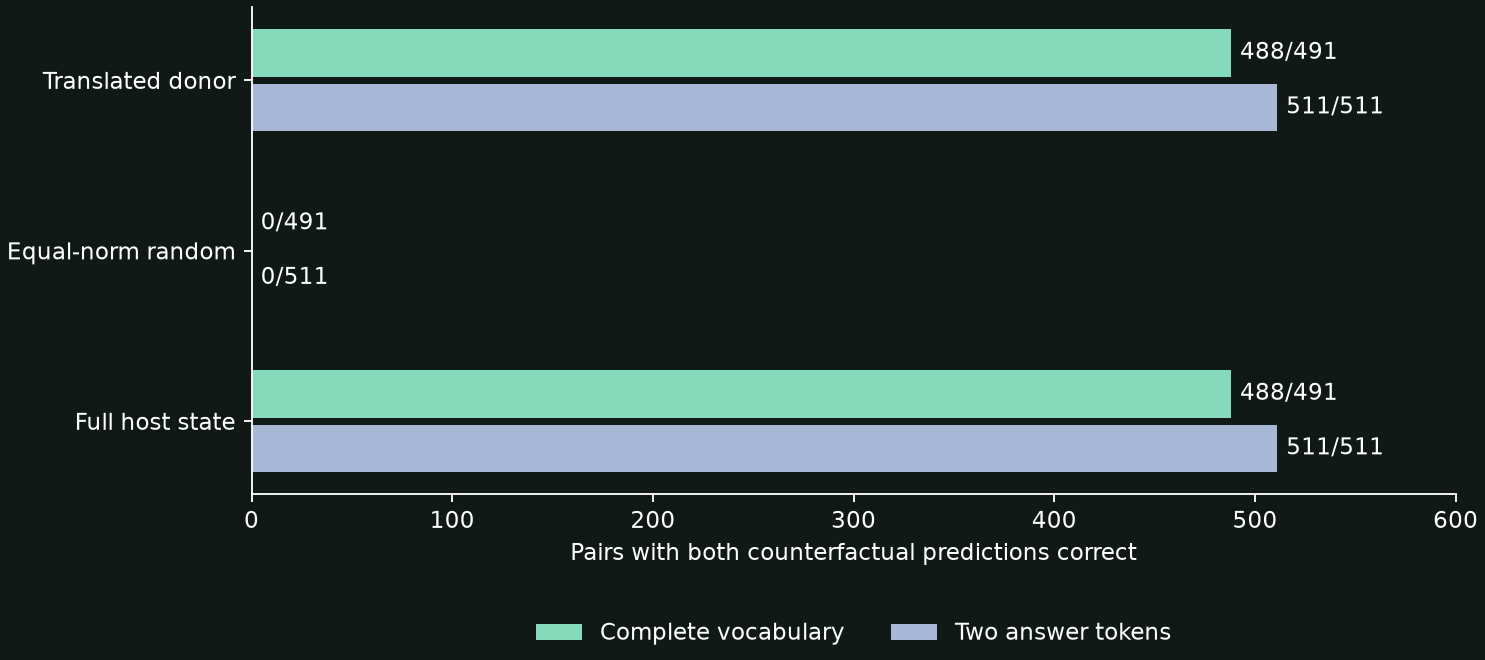 Translated donor
488/491
511/511
Equal-norm random
0/491
0/511
Full host state
488/491
511/511
0 100 200 300 400 500 600
Pairs with both counterfactual predictions correct
Complete vocabulary Two answer tokens